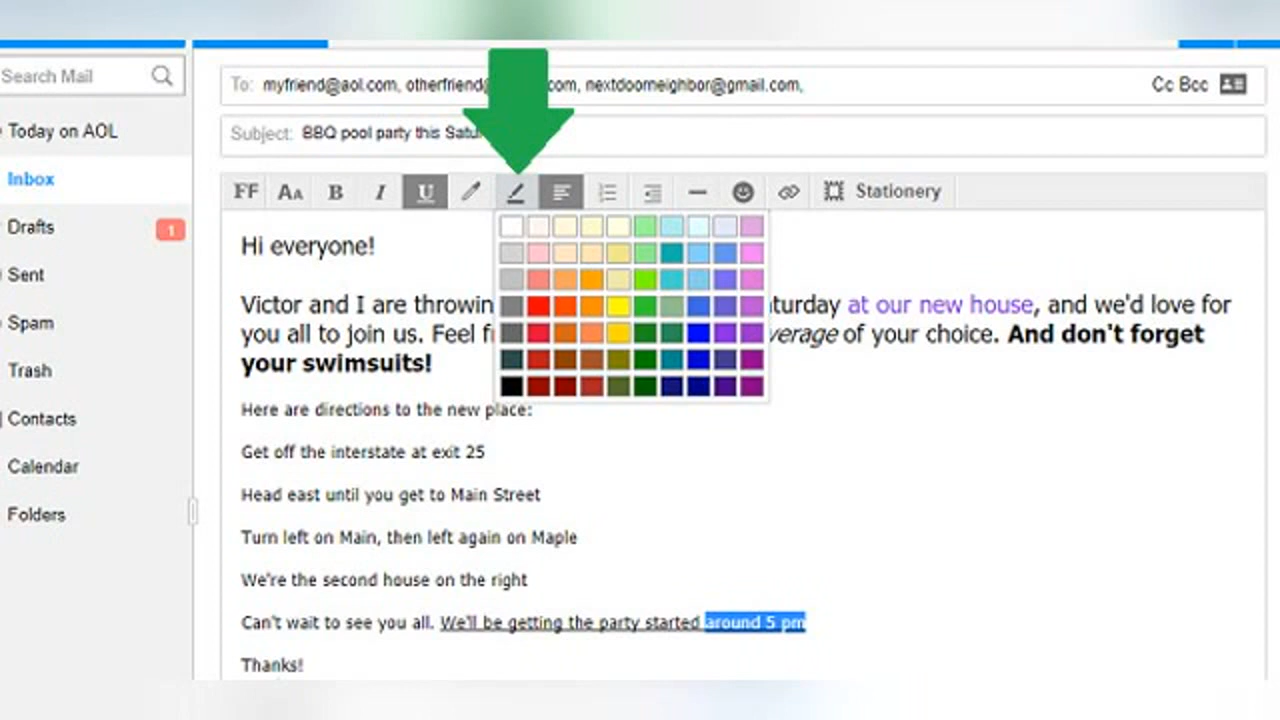 Search Mail
Today on AOL
Inbox
Drafts 1
Sent
Spam
Trash
Contacts
Calendar
Folders
To: myfriend@aol.com, otherfriend@ com, nextdoorneighbor@gmail.com,
Cc Bcc
Subject: BBQ pool party this
FF AA B I U Stationery
Hi everyone!
Victor and I are at our new house, and we'd love for
you all to join us. Feel of your choice. And don't forget
your swimsuits!
Here are directions to the new place:
Get off the interstate at exit 25
Head east until you get to Main Street
Turn left on Main, then left again on Maple
We're the second house on the right
Can't wait to see you all. We'll be getting the party started around 5 pm
Thanks!